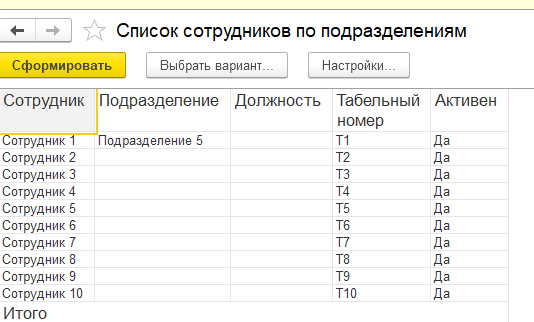 Список сотрудников по подразделениям
Сформировать Выбрать вариант... Настройки...
Сотрудник Подразделение Должность Табельный номер Активен
Сотрудник 1 Подразделение 5 Т1 Да
Сотрудник 2 Т2 Да
Сотрудник 3 Т3 Да
Сотрудник 4 Т4 Да
Сотрудник 5 Т5 Да
Сотрудник 6 Т6 Да
Сотрудник 7 Т7 Да
Сотрудник 8 Т8 Да
Сотрудник 9 Т9 Да
Сотрудник 10 Т10 Да
Итого